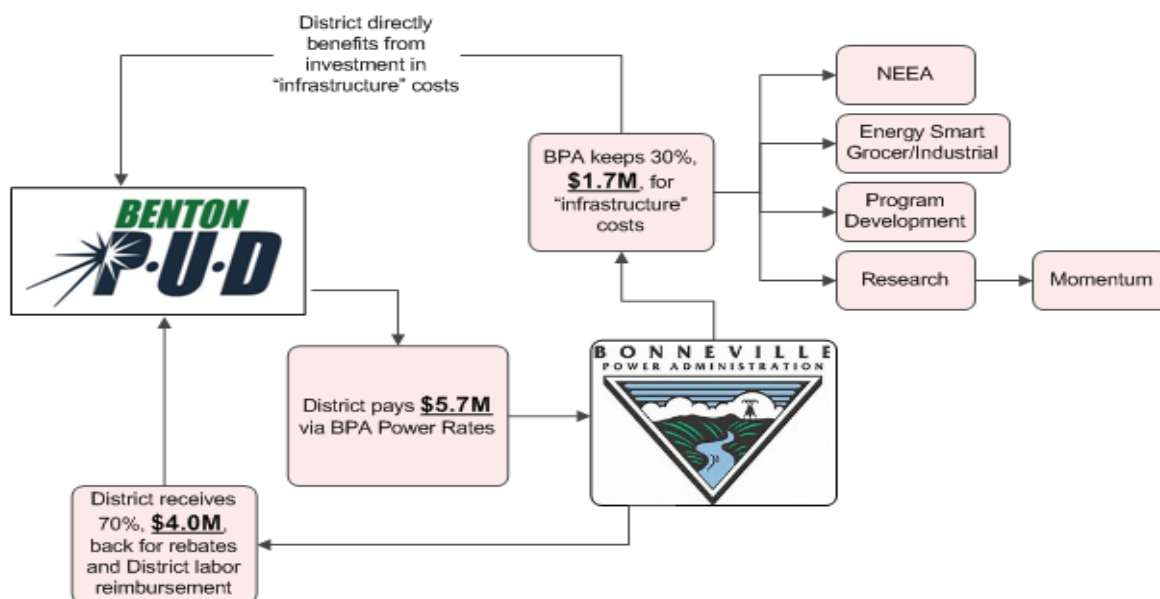 District directly
benefits from
investment in
“infrastructure” costs
NEEA
Energy Smart
Grocer/Industrial
BPA keeps 30%,
$1.7M, for
“infrastructure”
costs
Program
Development
Research
Momentum
BENTON
P·U·D
BONNEVILLE
POWER ADMINISTRATION
District pays $5.7M
via BPA Power Rates
District receives
70%, $4.0M,
back for rebates
and District labor
reimbursement